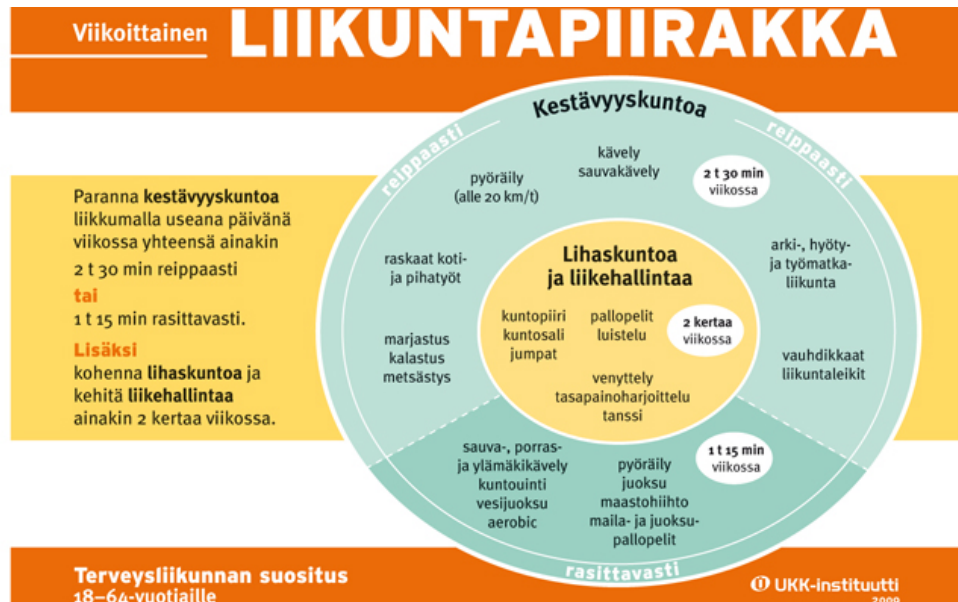 Viikoittainen LIIKUNTAPIIRAKKA
Paranna kestävyyskuntoa
liikkumalla useana päivänä
viikossa yhteensä ainakin
2 t 30 min reippaasti
tai
1 t 15 min rasittavasti.
Lisäksi
kohenna lihaskuntoa ja
kehitä liikehallintaa
ainakin 2 kertaa viikossa.
Kestävyyskuntoa
reippaasti
reippaasti
kävely
sauvakävely
2 t 30 min
viikossa
pyöräily
(alle 20 km/t)
raskaat koti-
ja pihatyöt
arki-, hyöty-
ja työmatka-
liikunta
marjastus
kalastus
metsästys
vauhdikkaat
liikuntaleikit
Lihaskuntoa
ja liikehallintaa
kuntopiiri
kuntosali
jumpat
pallopelit
luistelu
2 kertaa
viikossa
venyttely
tasapainoharjoittelu
tanssi
sauva-, porras-
ja ylämäkikävely
kuntouinti
vesijuoksu
aerobic
pyöräily
juoksu
maastohiihto
maila- ja juoksu-
pallopelit
1 t 15 min
viikossa
rasittavasti
Terveysliikunnan suositus
18–64-vuotiaille
UKK-instituutti
2009